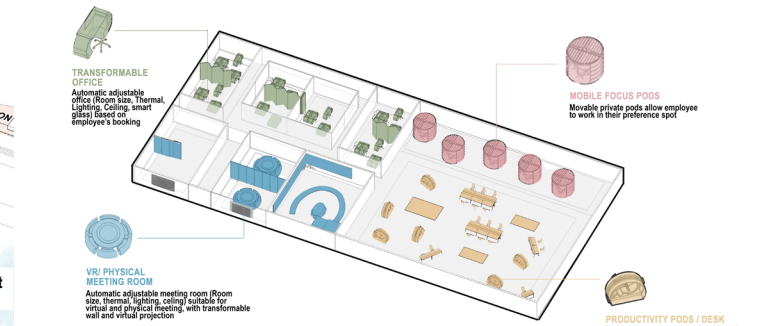 TRANSFORMABLE
OFFICE
Automatic adjustable
office (Room size, Thermal,
Lighting, Ceiling, smart
glass) based on
employee's booking
MOBILE FOCUS PODS
Movable private pods allow employee
to work in their preference spot
VR/ PHYSICAL
MEETING ROOM
Automatic adjustable meeting room (Room
size, thermal, lighting, celing) suitable for
virtual and physical meeting, with transformable
wall and virtual projection
PRODUCTIVITY PODS / DESK